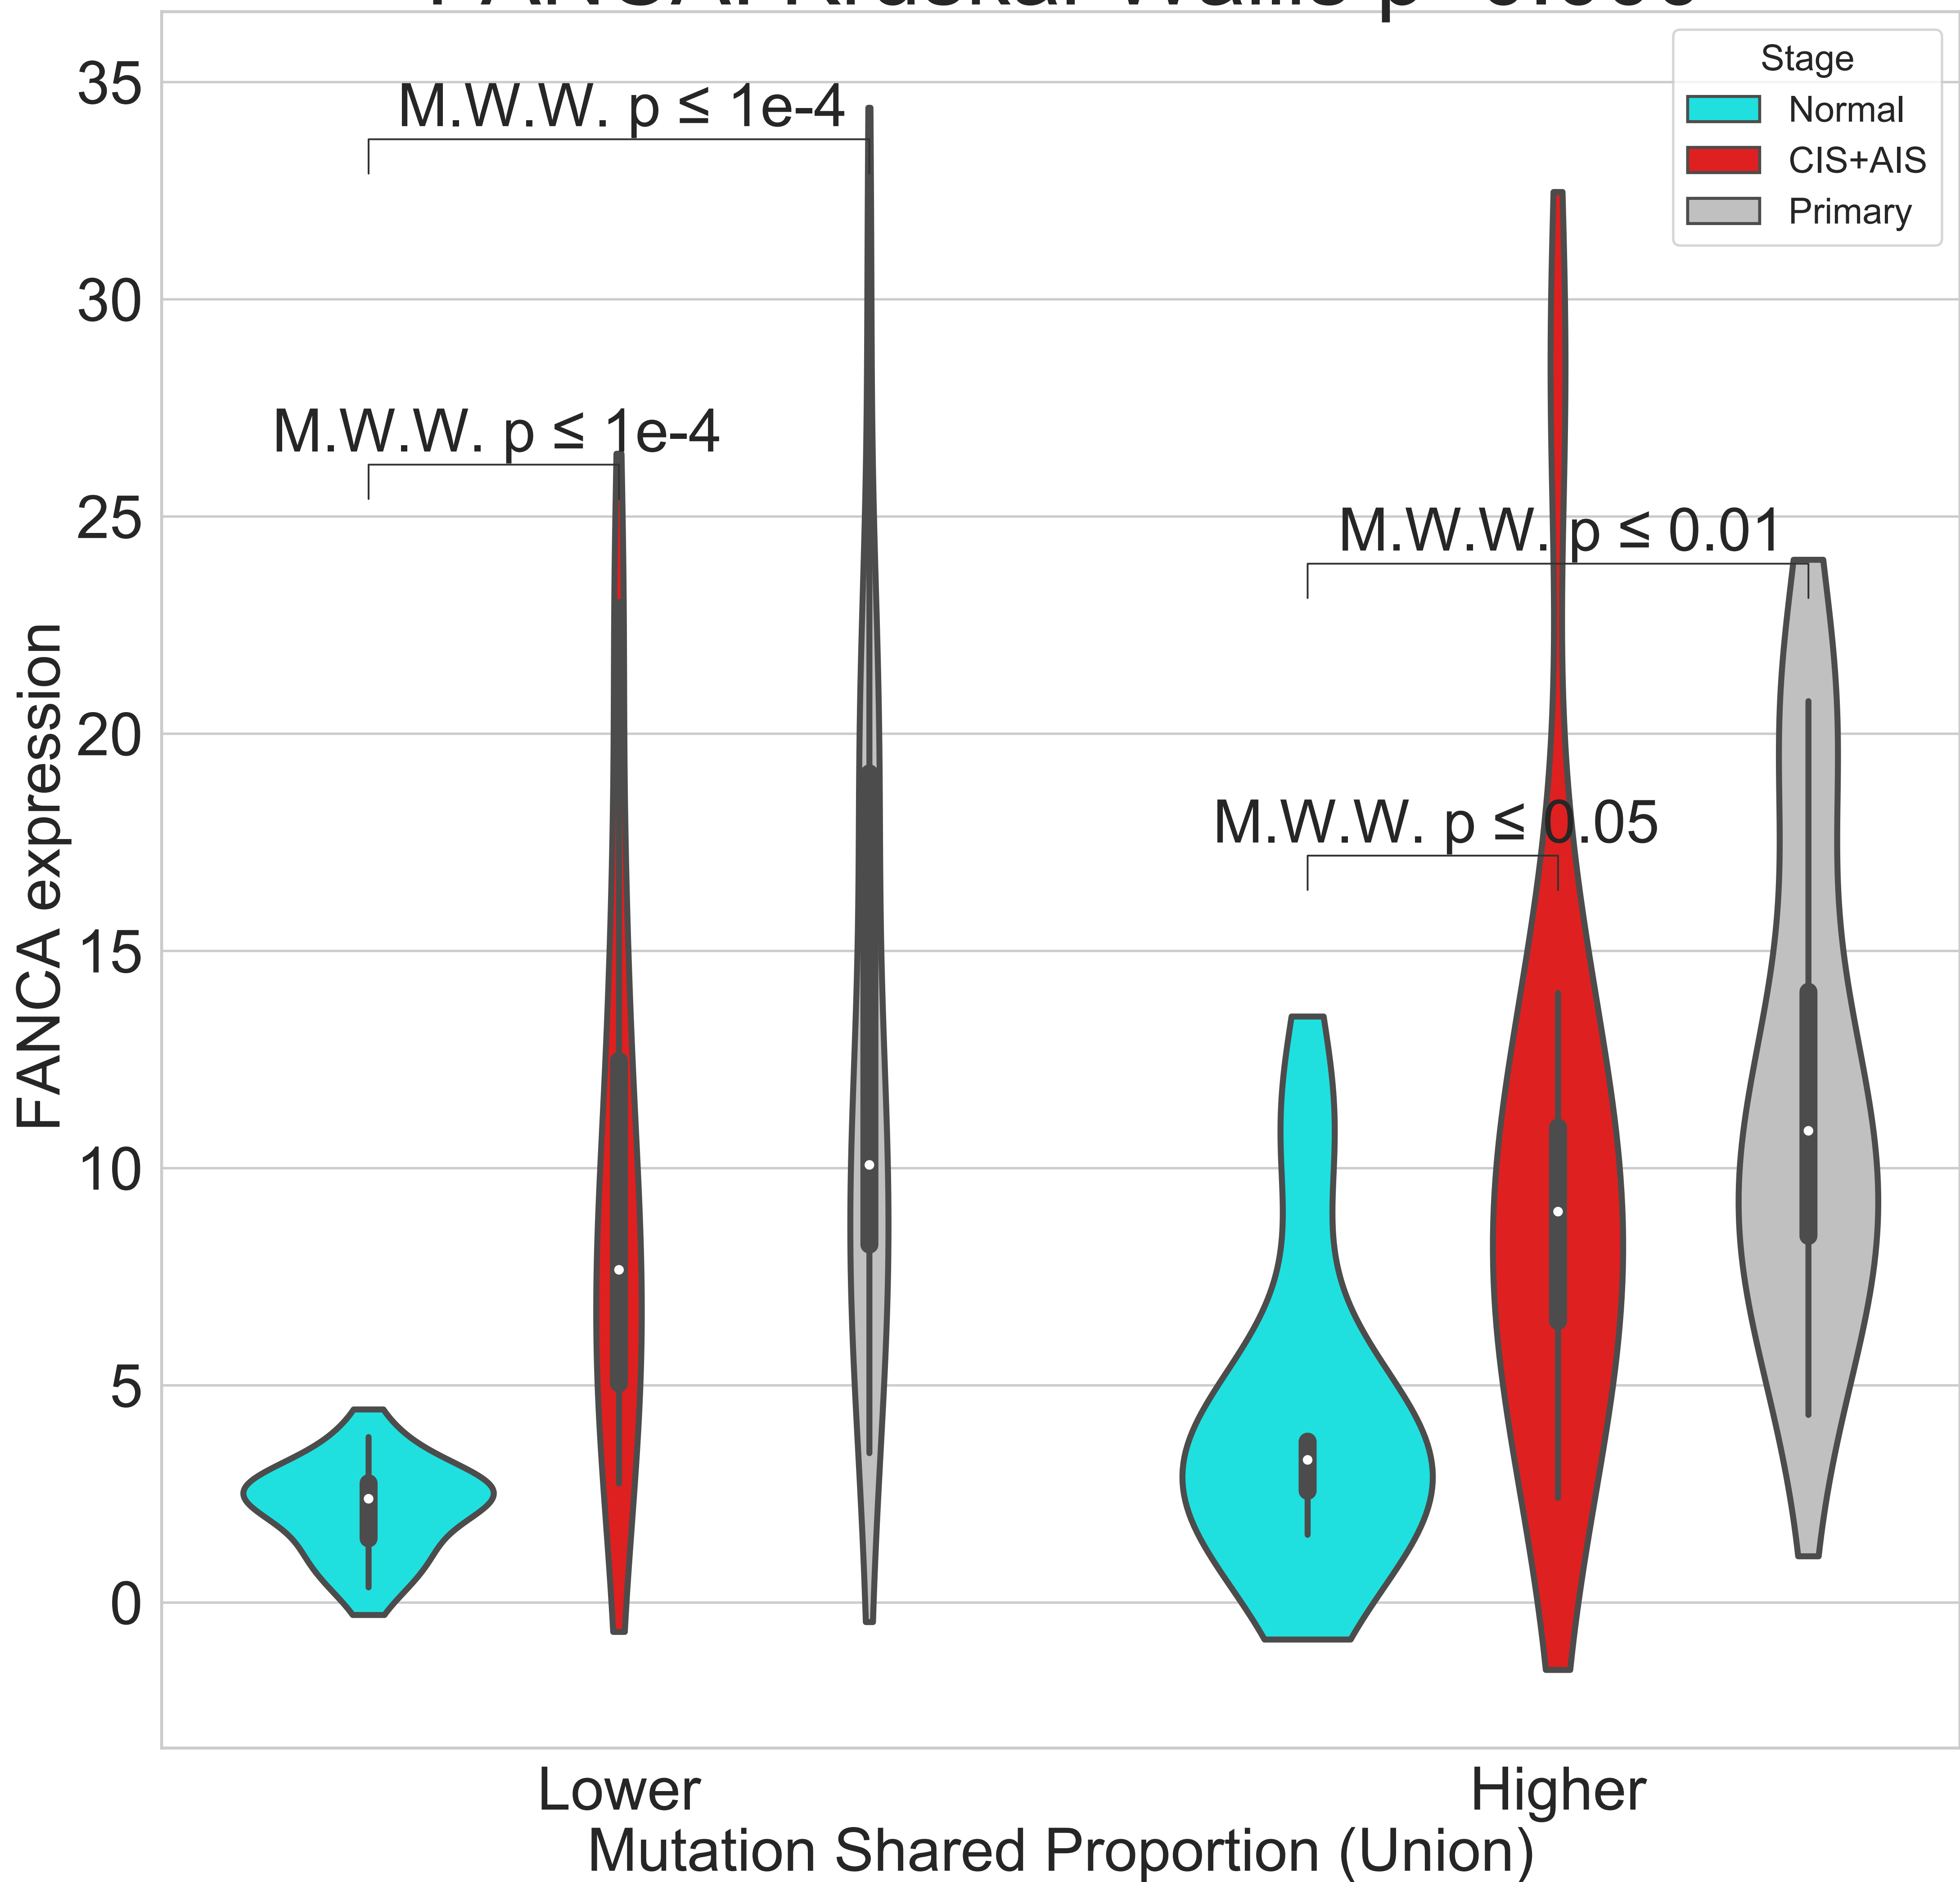 Stage
Normal
CIS+AIS
Primary
M.W.W. p ≤ 1e-4
M.W.W. p ≤ 1e-4
M.W.W. p ≤ 0.01
M.W.W. p ≤ 0.05
35
30
25
20
15
10
5
0
FANCA expression
Lower
Higher
Mutation Shared Proportion (Union)